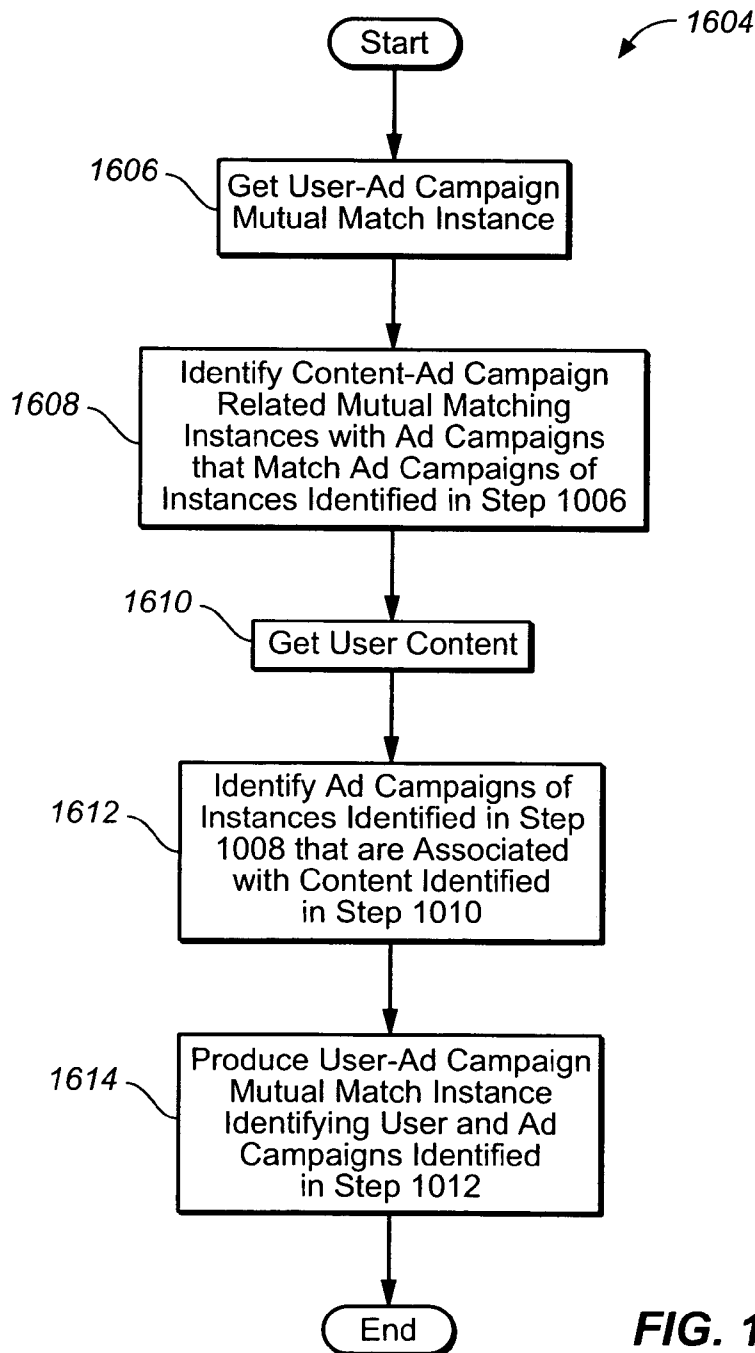 Start
1604
1606
Get User-Ad Campaign
Mutual Match Instance
1608
Identify Content-Ad Campaign
Related Mutual Matching
Instances with Ad Campaigns
that Match Ad Campaigns of
Instances Identified in Step 1006
1610
Get User Content
1612
Identify Ad Campaigns of
Instances Identified in Step
1008 that are Associated
with Content Identified
in Step 1010
1614
Produce User-Ad Campaign
Mutual Match Instance
Identifying User and Ad
Campaigns Identified
in Step 1012
End
FIG. 1